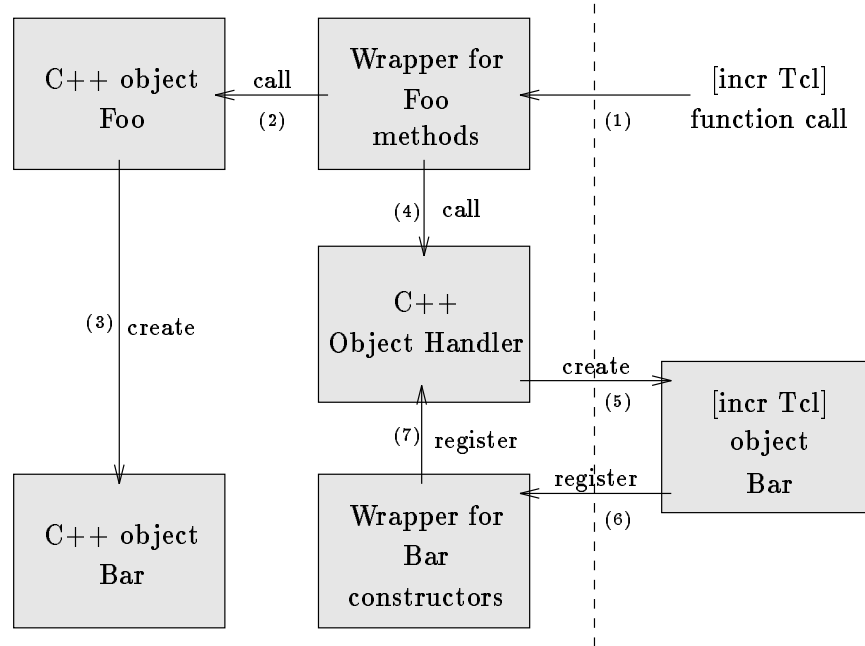 C++ object
Foo
call
(2)
Wrapper for
Foo
methods
(1)
[incr Tcl]
function call
(4)
call
(3)
create
C++
Object Handler
create
(5)
[incr Tcl]
object
Bar
(7)
register
register
(6)
C++ object
Bar
Wrapper for
Bar
constructors